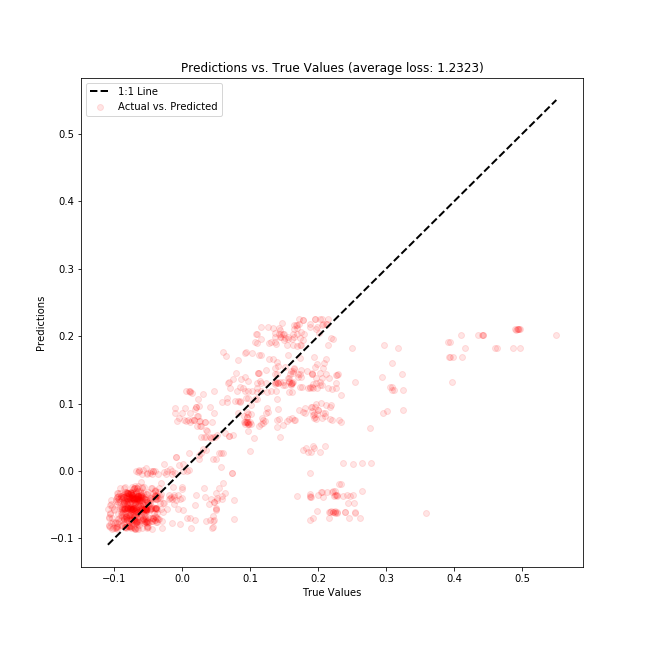 Predictions vs. True Values (average loss: 1.2323)
1:1 Line
Actual vs. Predicted
0.5
0.4
0.3
0.2
0.1
0.0
−0.1
Predictions
−0.1 0.0 0.1 0.2 0.3 0.4 0.5
True Values